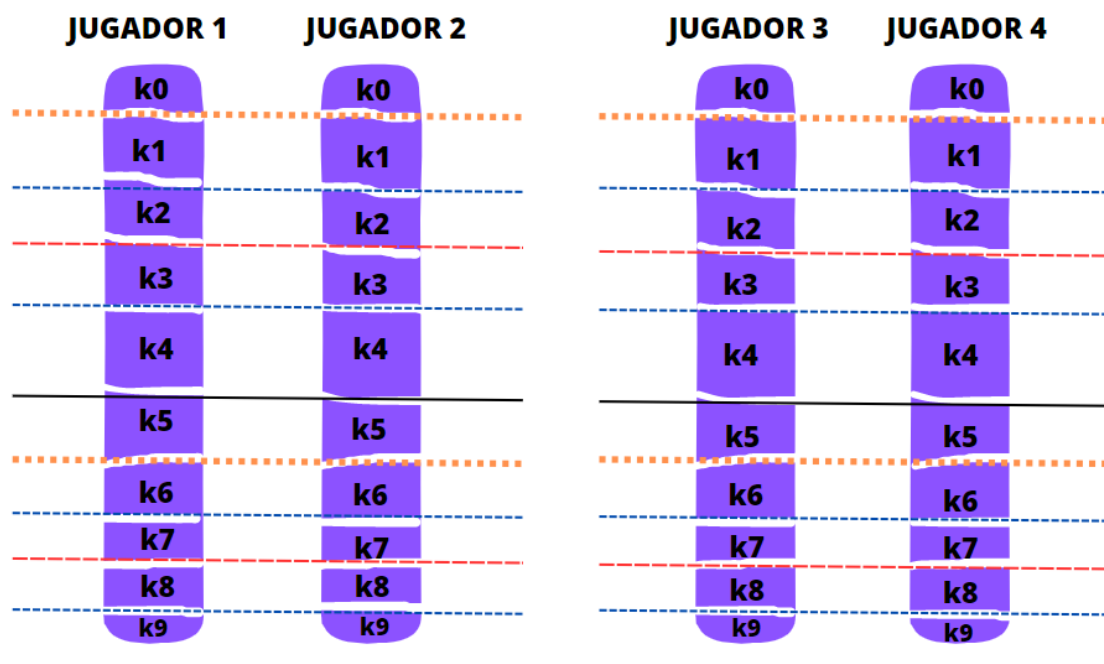 JUGADOR 1 JUGADOR 2 JUGADOR 3 JUGADOR 4
k0 k0 k0 k0
k1 k1 k1 k1
k2 k2 k2 k2
k3 k3 k3 k3
k4 k4 k4 k4
k5 k5 k5 k5
k6 k6 k6 k6
k7 k7 k7 k7
k8 k8 k8 k8
k9 k9 k9 k9